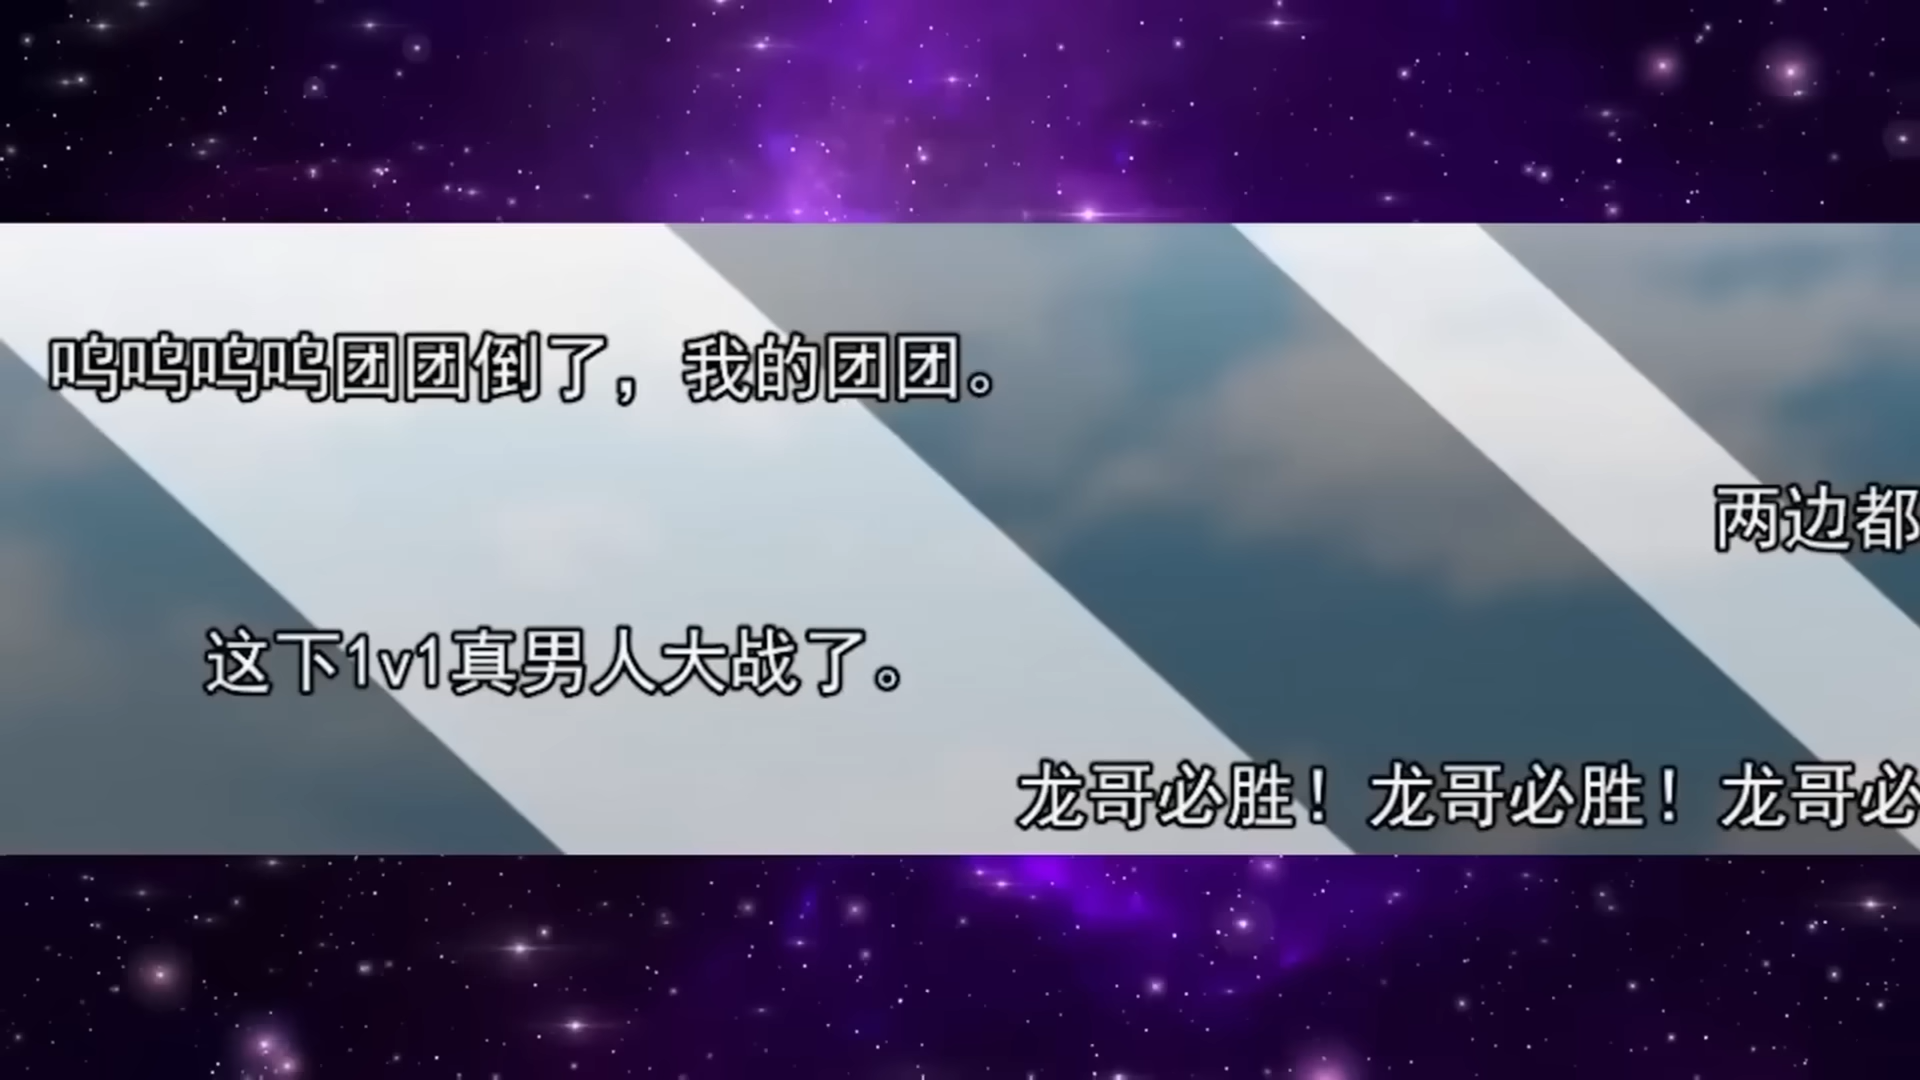 呜呜呜呜团团倒了，我的团团。
两边都
这下1v1真男人大战了。
龙哥必胜！龙哥必胜！龙哥必